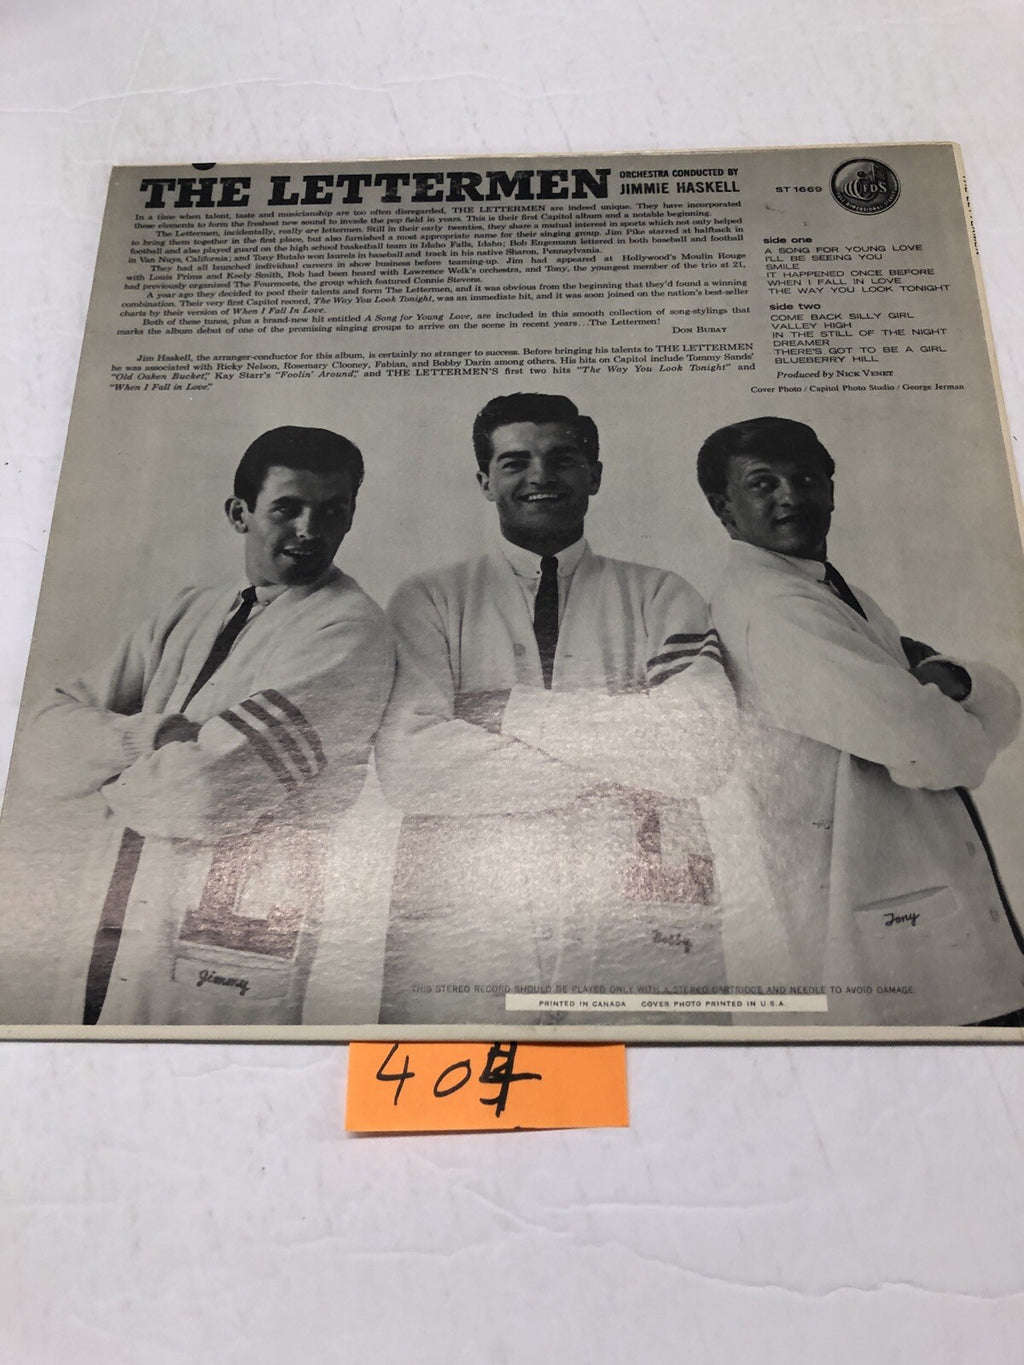 THE LETTERMEN
ORCHESTRA CONDUCTED BY
JIMMIE HASKELL
ST 1669
FDS
In a time when talent, taste and musicianship are too often disregarded, THE LETTERMEN are indeed unique. They have incorporated
these elements to form the freshest new sound to invade the pop field in years. This is their first Capitol album and a notable beginning.
The Lettermen, incidentally, really are lettermen. Still in their early twenties, they share a mutual interest in sports which not only helped
to bring them together in the first place, but also furnished a most appropriate name for their singing group. Jim Pike starred at halfback in
football and also played guard on the high school basketball team in Idaho Falls, Idaho; Bob Engemann lettered in both baseball and football
in Van Nuys, California; and Tony Butala won laurels in baseball and track in his native Sharon, Pennsylvania.
They had all launched individual careers in show business before teaming-up. Jim had appeared at Hollywood's Moulin Rouge
with Louis Prima and Keely Smith, Bob had been heard with Lawrence Welk's orchestra, and Tony, the youngest member of the trio at 21,
had previously organized The Fourmosts, the group which featured Connie Stevens.
A year ago they decided to pool their talents and form The Lettermen, and it was obvious from the beginning that they'd found a winning
combination. Their very first Capitol record, The Way You Look Tonight, was an immediate hit, and it was soon joined on the nation's best-seller
charts by their version of When I Fall In Love.
Both of these tunes, plus a brand-new hit entitled A Song for Young Love, are included in this smooth collection of song-stylings that
marks the album debut of one of the promising singing groups to arrive on the scene in recent years...The Lettermen!
DON BUDAY
Jim Haskell, the arranger-conductor for this album, is certainly no stranger to success. Before bringing his talents to THE LETTERMEN
he was associated with Ricky Nelson, Rosemary Clooney, Fabian, and Bobby Darin among others. His hits on Capitol include Tommy Sands'
"Old Oaken Bucket," Kay Starr's "Foolin' Around," and THE LETTERMEN'S first two hits "The Way You Look Tonight" and
"When I Fall in Love."
side one
A SONG FOR YOUNG LOVE
I'LL BE SEEING YOU
SMILE
IT HAPPENED ONCE BEFORE
WHEN I FALL IN LOVE
THE WAY YOU LOOK TONIGHT
side two
COME BACK SILLY GIRL
VALLEY HIGH
IN THE STILL OF THE NIGHT
DREAMER
THERE'S GOT TO BE A GIRL
BLUEBERRY HILL
Produced by NICK VENET
Cover Photo / Capitol Photo Studio / George Jerman
Jimmy
Bobby
Tony
THIS STEREO RECORD SHOULD BE PLAYED ONLY WITH A STEREO CARTRIDGE AND NEEDLE TO AVOID DAMAGE.
PRINTED IN CANADA COVER PHOTO PRINTED IN U.S.A.
404